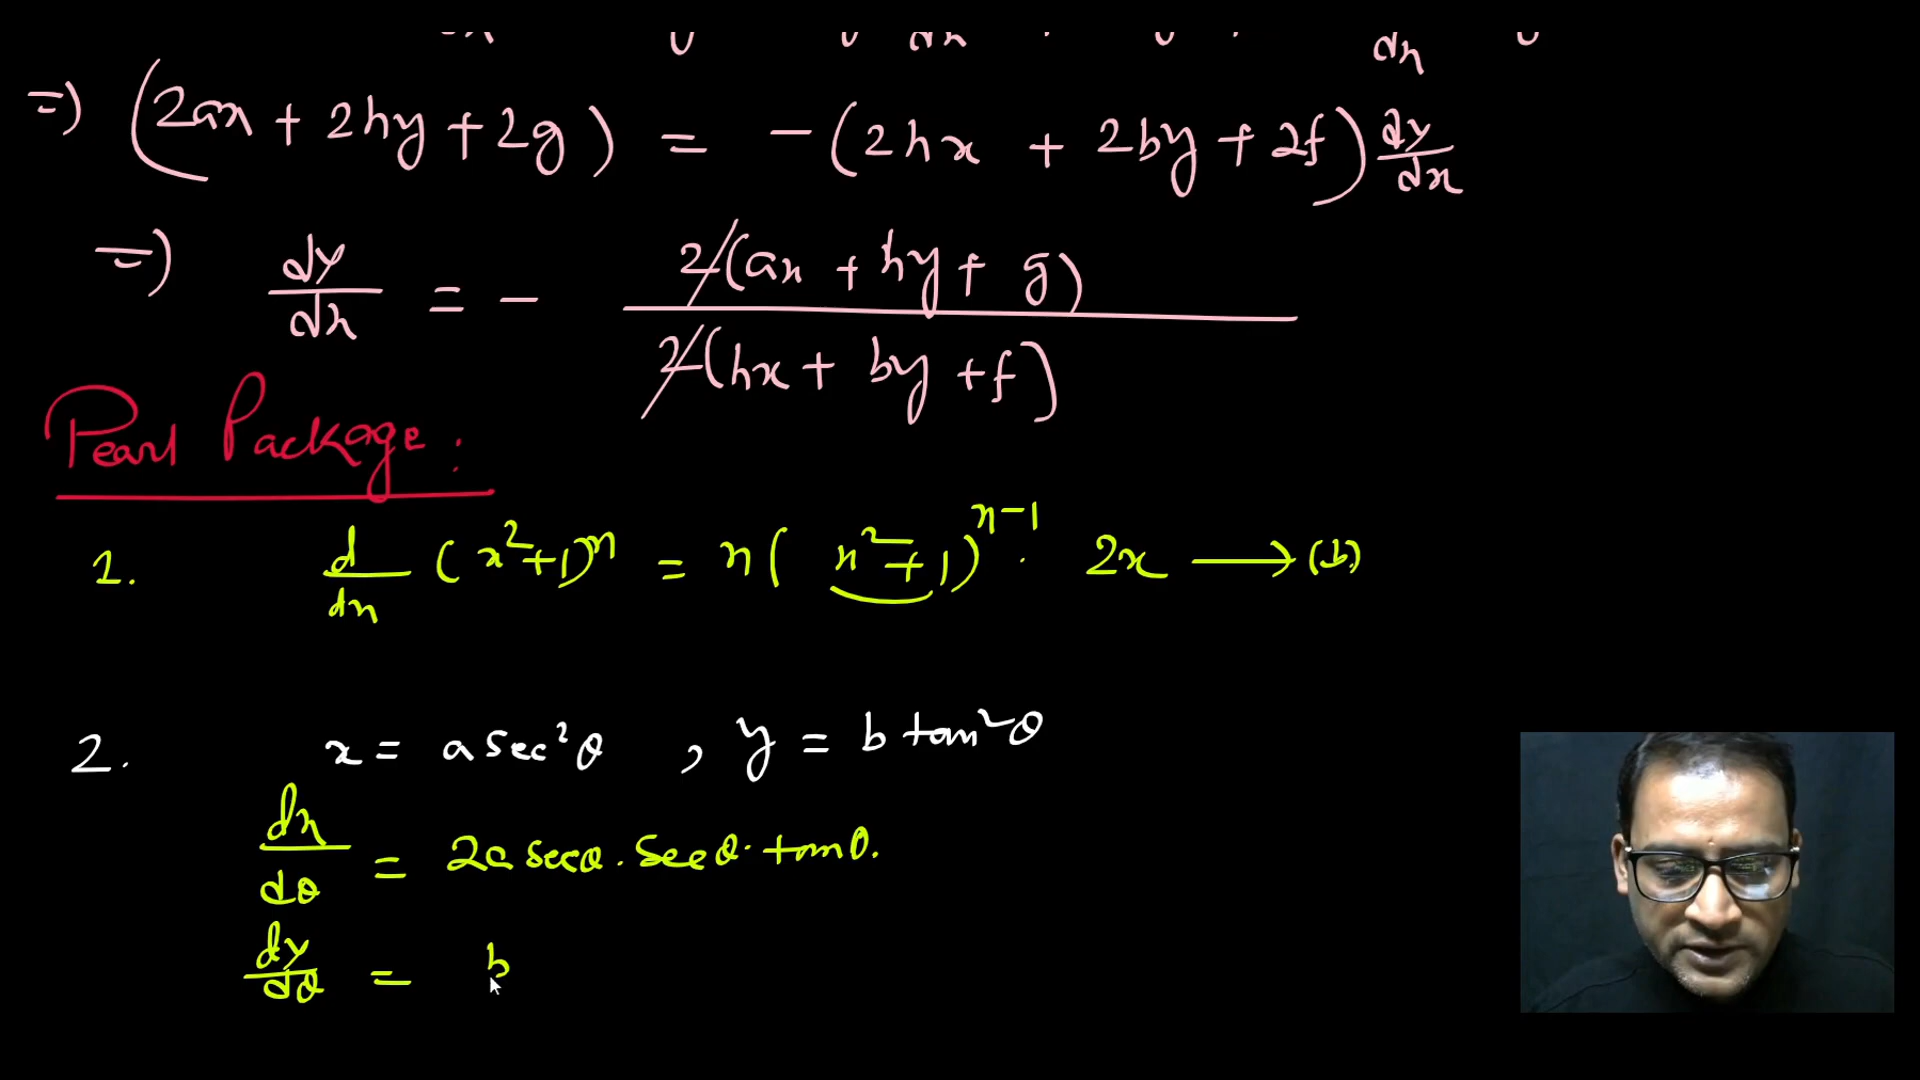 =) (2ax + 2hy + 2g) = -(2hx + 2by + 2f) dy/dx
=) dy/dx = - 2(ax + hy + g) / 2(hx + by + f)
Pearl Package:
1. d/dx (x²+1)ⁿ = n(x²+1)ⁿ⁻¹. 2x → (b)
2. x = a sec²θ , y = b tan²θ
dx/dθ = 2a secθ . secθ . tanθ.
dy/dθ = b